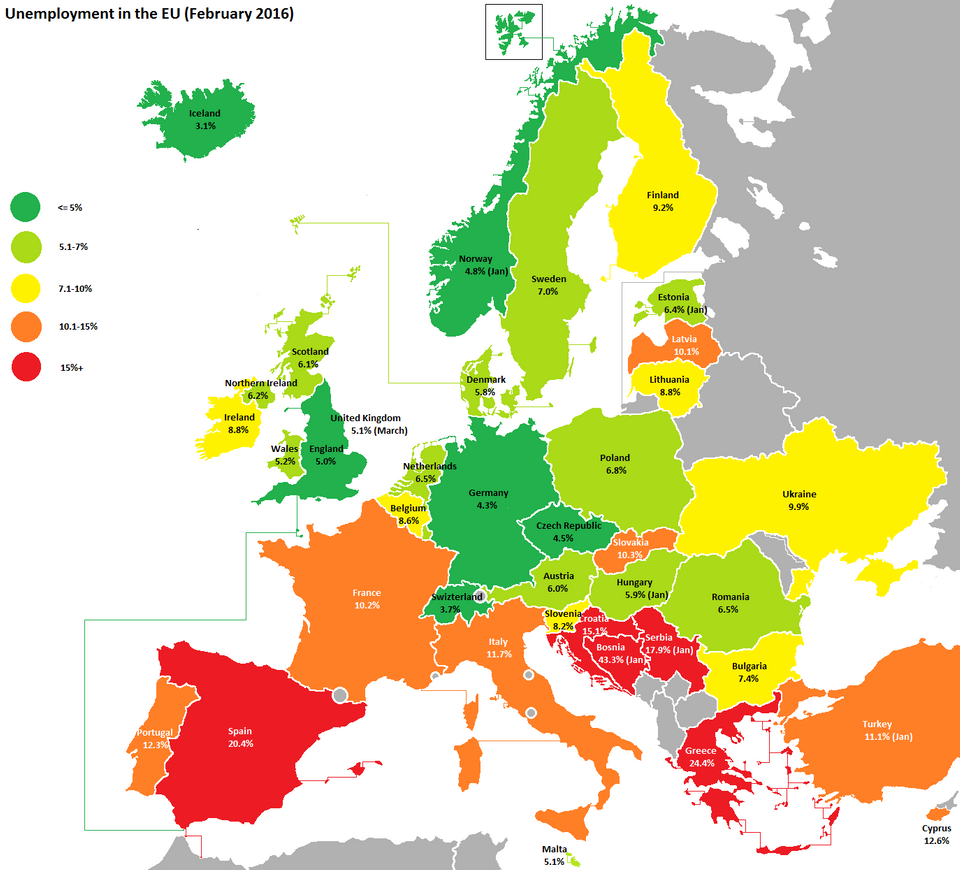 Unemployment in the EU (February 2016)
Iceland
3.1%
<= 5%
5.1-7%
7.1-10%
10.1-15%
15%+
Finland
9.2%
Norway
4.8% (Jan)
Sweden
7.0%
Estonia
6.4% (Jan)
Latvia
10.1%
Lithuania
8.8%
Scotland
6.1%
Northern Ireland
6.2%
Ireland
8.8%
United Kingdom
5.1% (March)
Wales
5.2%
England
5.0%
Denmark
5.8%
Netherlands
6.5%
Belgium
8.6%
Germany
4.3%
Poland
6.8%
Czech Republic
4.5%
Ukraine
9.9%
Slovakia
10.3%
Austria
6.0%
Hungary
5.9% (Jan)
Romania
6.5%
France
10.2%
Swizterland
3.7%
Slovenia
8.2%
Croatia
15.1%
Bosnia
43.3% (Jan
Serbia
17.9% (Jan)
Italy
11.7%
Bulgaria
7.4%
Portugal
12.3%
Spain
20.4%
Greece
24.4%
Turkey
11.1% (Jan)
Cyprus
12.6%
Malta
5.1%